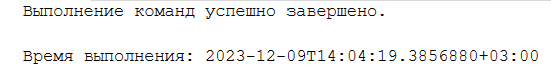 Выполнение команд успешно завершено.
Время выполнения: 2023-12-09T14:04:19.3856880+03:00